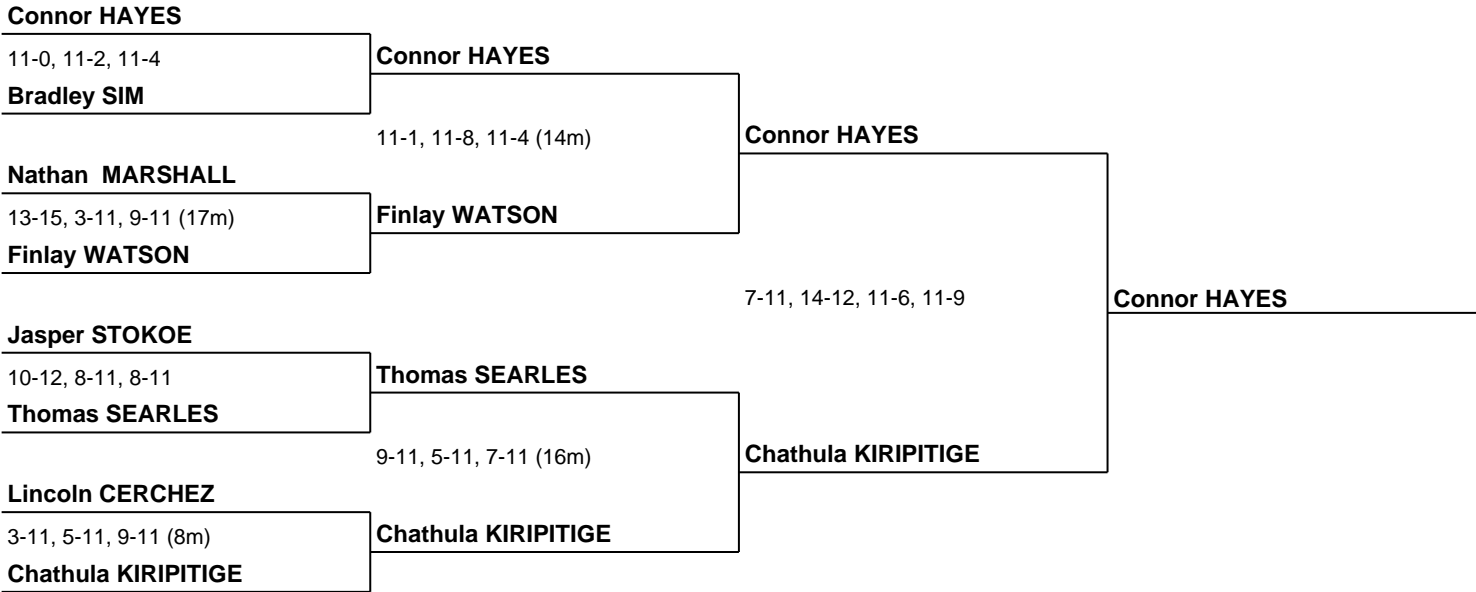 Connor HAYES
11-0, 11-2, 11-4
Bradley SIM
Nathan  MARSHALL
13-15, 3-11, 9-11 (17m)
Finlay WATSON
Jasper STOKOE
10-12, 8-11, 8-11
Thomas SEARLES
Lincoln CERCHEZ
3-11, 5-11, 9-11 (8m)
Chathula KIRIPITIGE
Connor HAYES
11-1, 11-8, 11-4 (14m)
Finlay WATSON
Thomas SEARLES
9-11, 5-11, 7-11 (16m)
Chathula KIRIPITIGE
Connor HAYES
7-11, 14-12, 11-6, 11-9
Chathula KIRIPITIGE
Connor HAYES